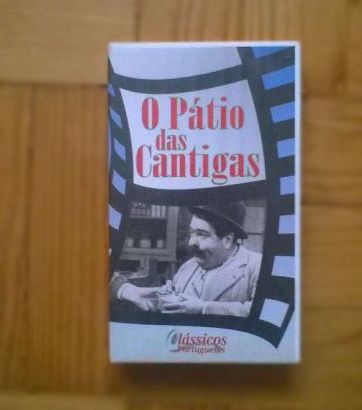 O Pátio
das
Cantigas
Clássicos
Portugueses